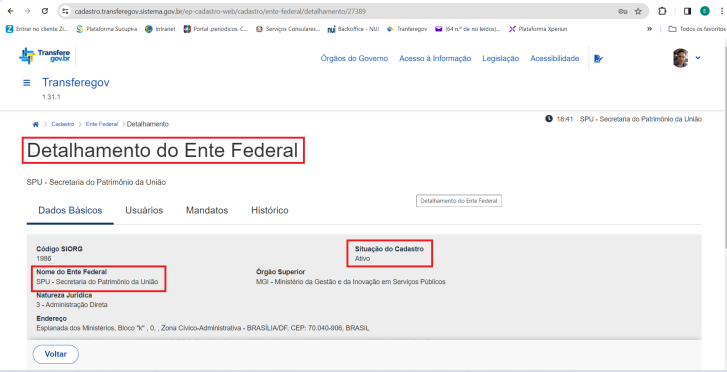 cadastro.transferegov.sistema.gov.br/ep-cadastro-web/cadastro/ente-federal/detalhamento/27389
Entrar no cliente Zi... Plataforma Sucupira Intranet Portal .periodicos. C... Serviços Consulares... nuj Backoffice - NUJ Tranferegov (64 n.º de no leidos)... Plataforma Xperiun » Todos os favoritos
Transfere
gov.br
Órgãos do Governo Acesso à Informação Legislação Acessibilidade
Transferegov
1.31.1
> Cadastro > Ente Federal > Detalhamento
18:41 SPU - Secretaria do Patrimônio da União
Detalhamento do Ente Federal
SPU - Secretaria do Patrimônio da União
Detalhamento do Ente Federal
Dados Básicos Usuários Mandatos Histórico
Código SIORG Situação do Cadastro
1986 Ativo
Nome do Ente Federal Órgão Superior
SPU - Secretaria do Patrimônio da União MGI - Ministério da Gestão e da Inovação em Serviços Públicos
Natureza Jurídica
3 - Administração Direta
Endereço
Esplanada dos Ministérios, Bloco "k" , 0, , Zona Cívico-Administrativa - BRASÍLIA/DF, CEP: 70.040-906, BRASIL
Voltar